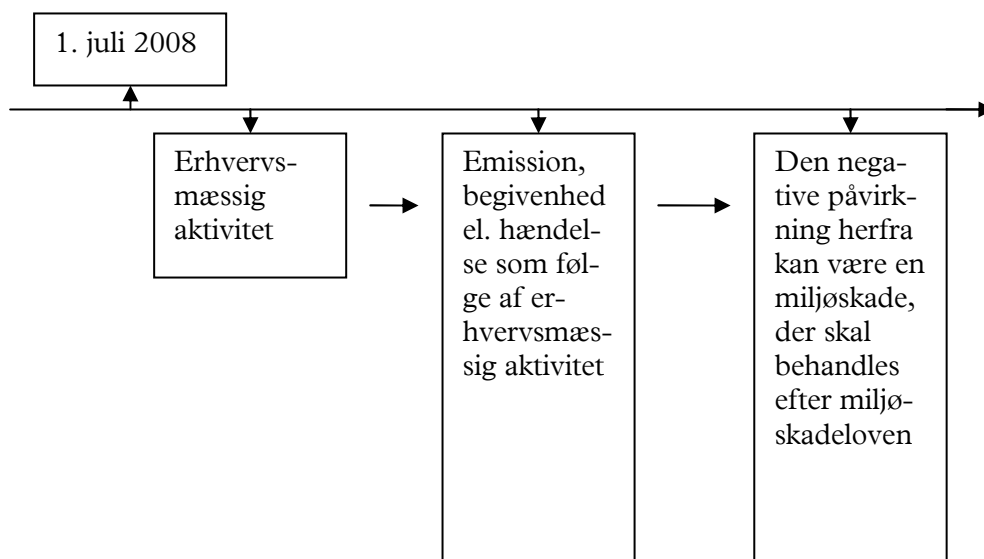 1. juli 2008
Erhvervs-
mæssig
aktivitet
Emission,
begivenhed
el. hændel-
se som føl-
ge af er-
hvervsmæs-
sig aktivitet
Den nega-
tive påvirk-
ning herfra
kan være en
miljøskade,
der skal
behandles
efter miljø-
skadeloven